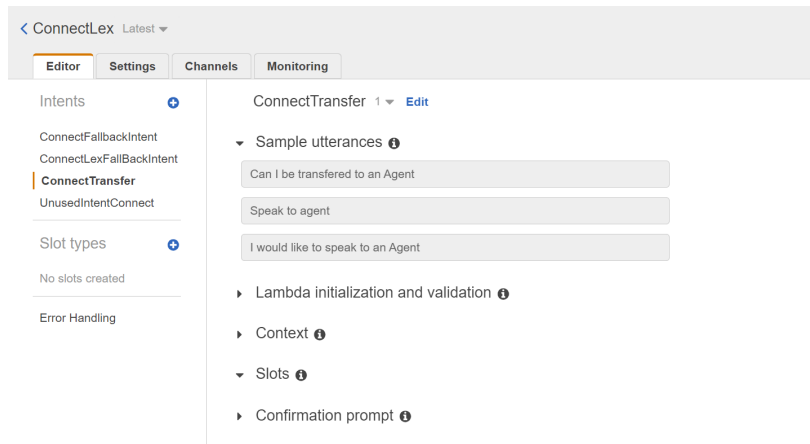 ConnectLex Latest
Editor Settings Channels Monitoring
Intents
ConnectFallbackIntent
ConnectLexFallBackIntent
ConnectTransfer
UnusedIntentConnect
Slot types
No slots created
Error Handling
ConnectTransfer 1 Edit
Sample utterances
Can I be transfered to an Agent
Speak to agent
I would like to speak to an Agent
Lambda initialization and validation
Context
Slots
Confirmation prompt